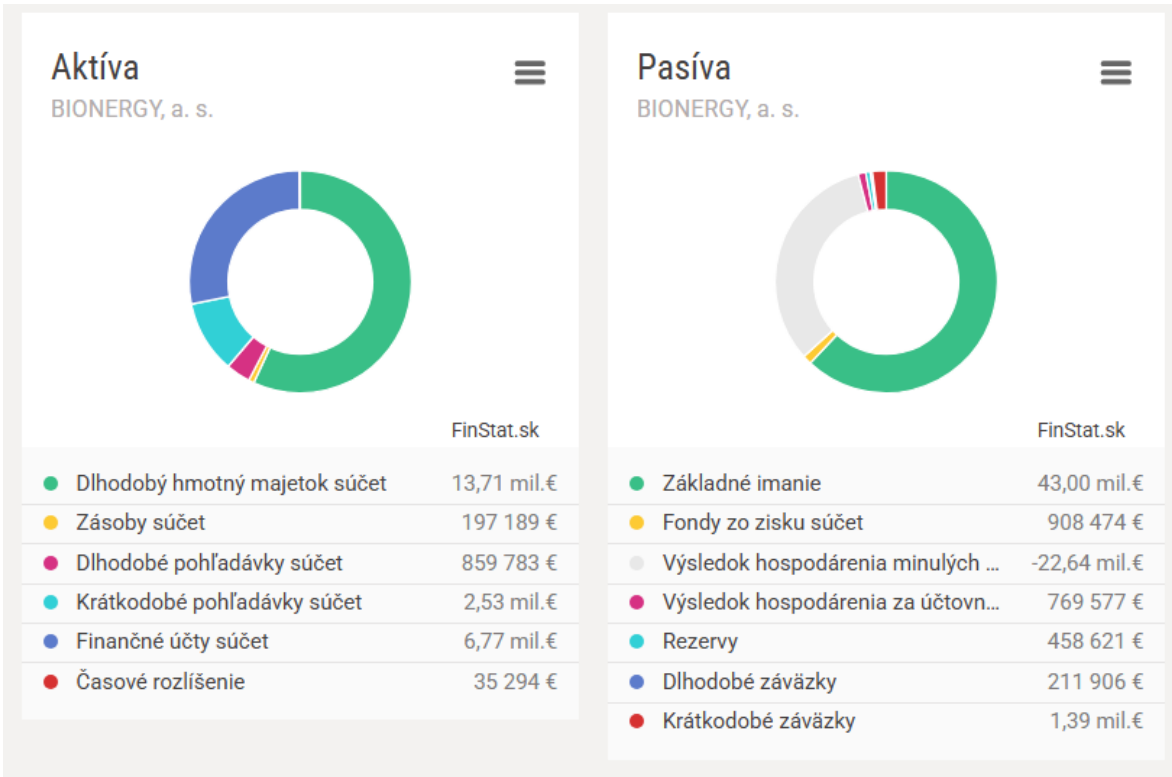 Aktíva
BIONERGY, a. s.
FinStat.sk
Dlhodobý hmotný majetok súčet 13,71 mil.€
Zásoby súčet 197 189 €
Dlhodobé pohľadávky súčet 859 783 €
Krátkodobé pohľadávky súčet 2,53 mil.€
Finančné účty súčet 6,77 mil.€
Časové rozlíšenie 35 294 €
Pasíva
BIONERGY, a. s.
FinStat.sk
Základné imanie 43,00 mil.€
Fondy zo zisku súčet 908 474 €
Výsledok hospodárenia minulých ... -22,64 mil.€
Výsledok hospodárenia za účtovn... 769 577 €
Rezervy 458 621 €
Dlhodobé záväzky 211 906 €
Krátkodobé záväzky 1,39 mil.€